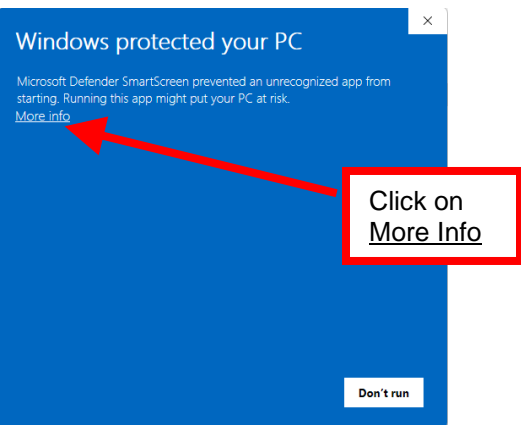 Windows protected your PC
Microsoft Defender SmartScreen prevented an unrecognized app from
starting. Running this app might put your PC at risk.
More info
Click on
More Info
Don't run